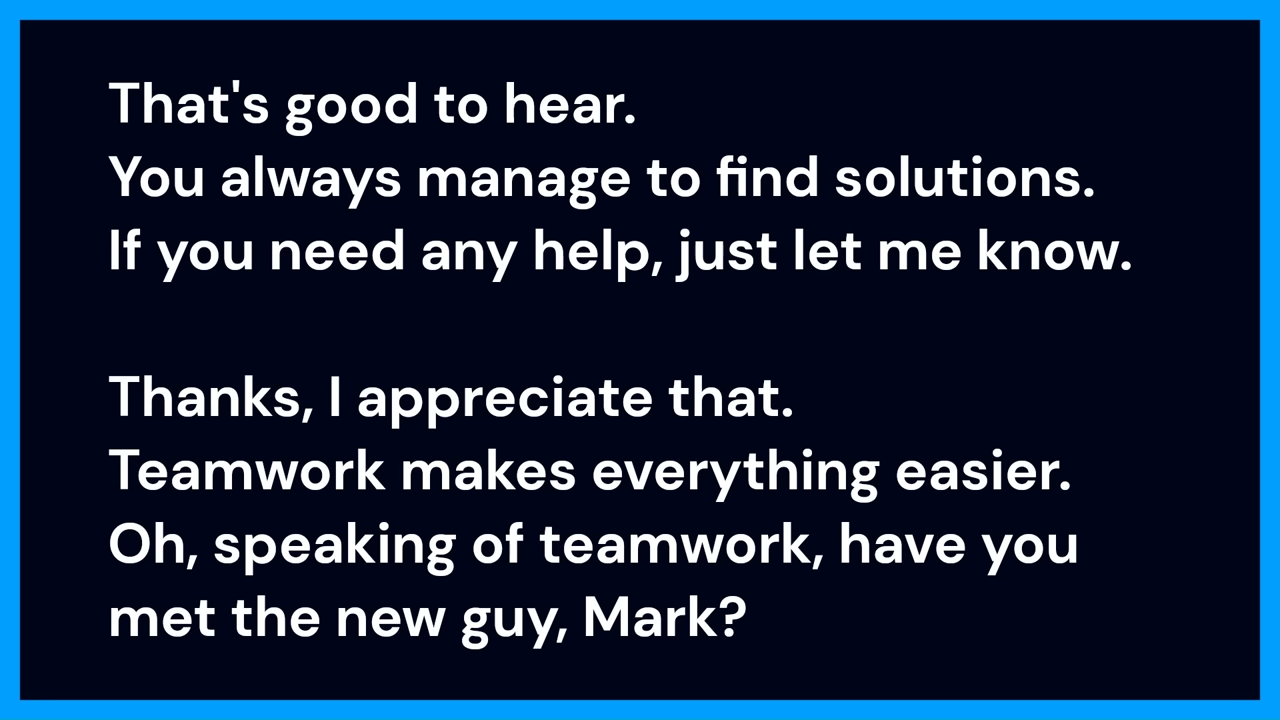 That's good to hear.
You always manage to find solutions.
If you need any help, just let me know.
Thanks, I appreciate that.
Teamwork makes everything easier.
Oh, speaking of teamwork, have you
met the new guy, Mark?